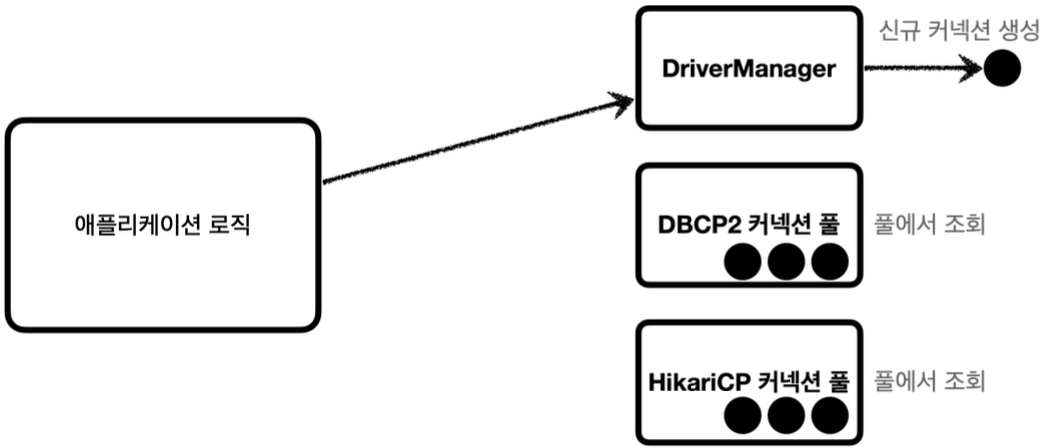 신규 커넥션 생성
DriverManager
애플리케이션 로직
DBCP2 커넥션 풀
풀에서 조회
HikariCP 커넥션 풀
풀에서 조회